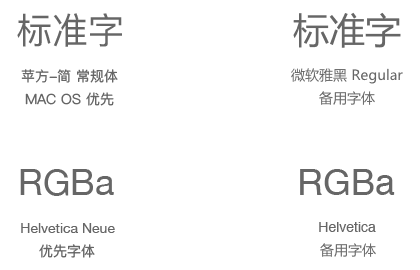 标准字
苹方-简 常规体
MAC OS 优先
标准字
微软雅黑 Regular
备用字体
RGBa
Helvetica Neue
优先字体
RGBa
Helvetica
备用字体